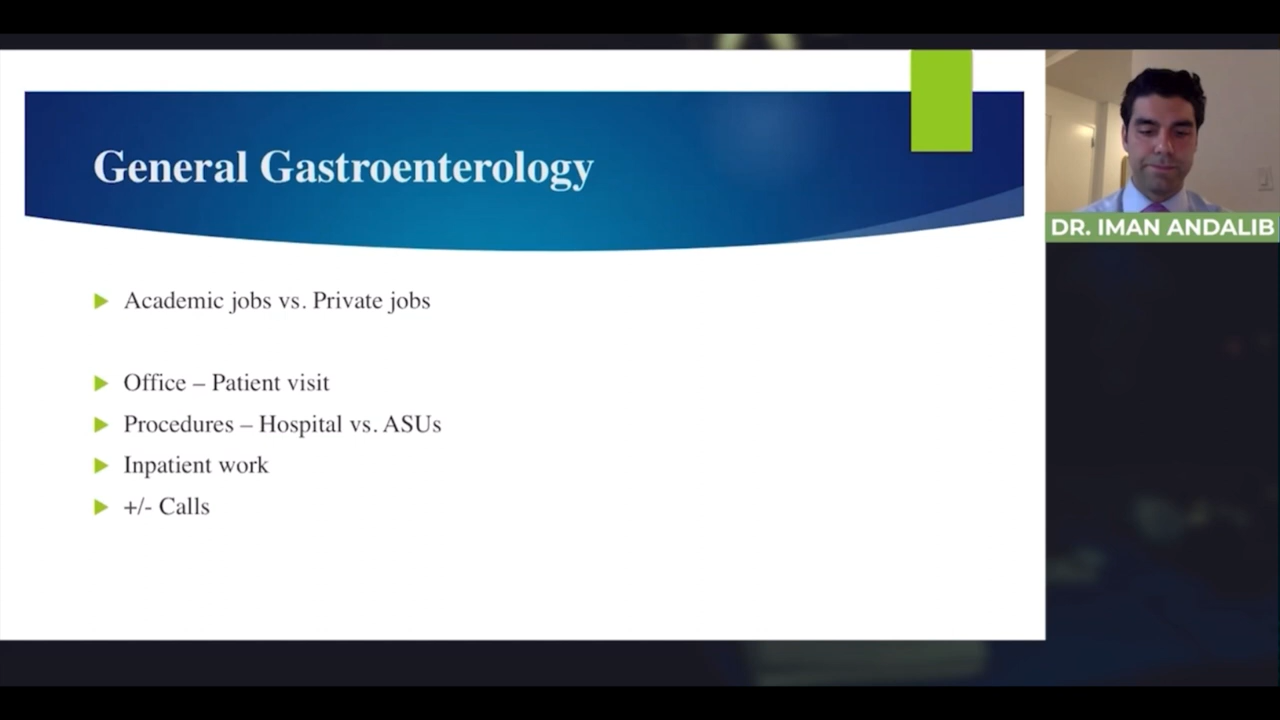 General Gastroenterology
Academic jobs vs. Private jobs
Office – Patient visit
Procedures – Hospital vs. ASUs
Inpatient work
+/- Calls
DR. IMAN ANDALIB